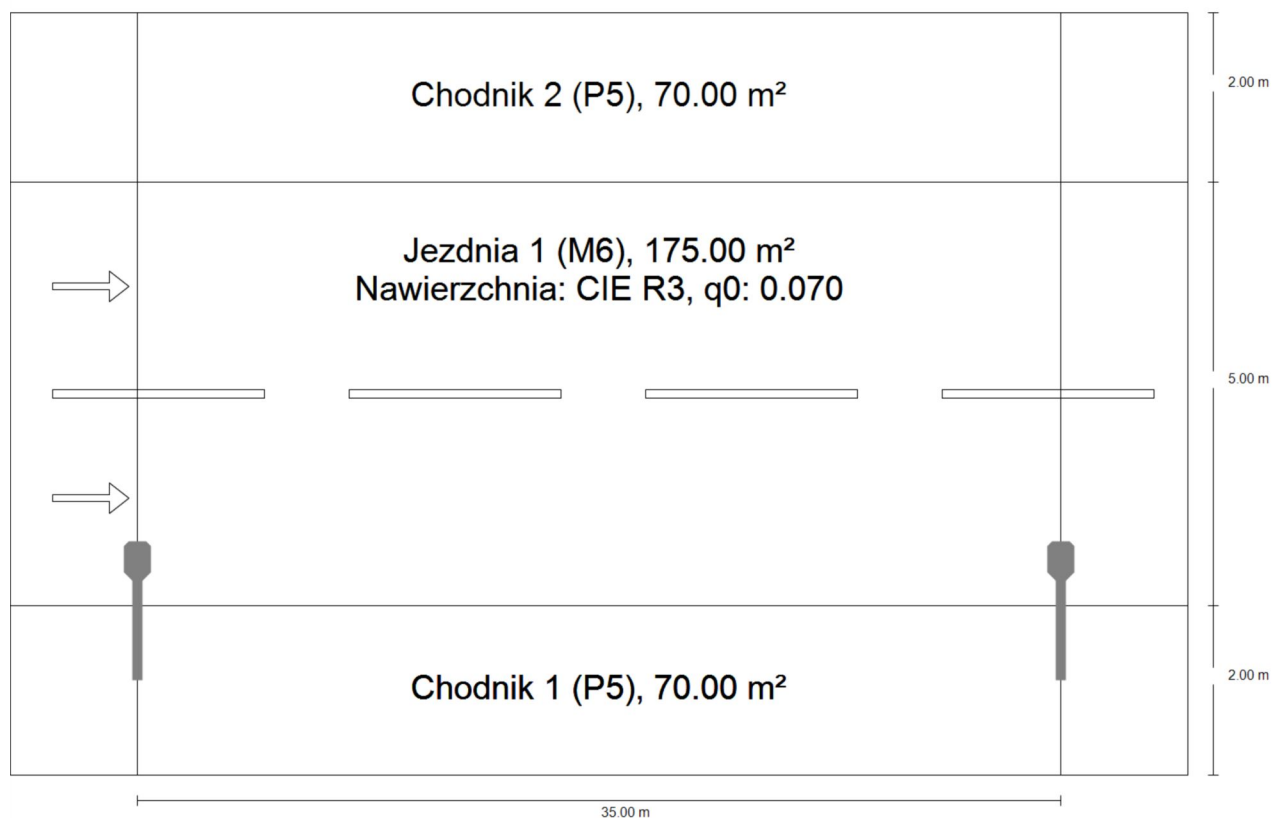 Chodnik 2 (P5), 70.00 m²
2.00 m
Jezdnia 1 (M6), 175.00 m²
Nawierzchnia: CIE R3, q0: 0.070
5.00 m
Chodnik 1 (P5), 70.00 m²
2.00 m
35.00 m